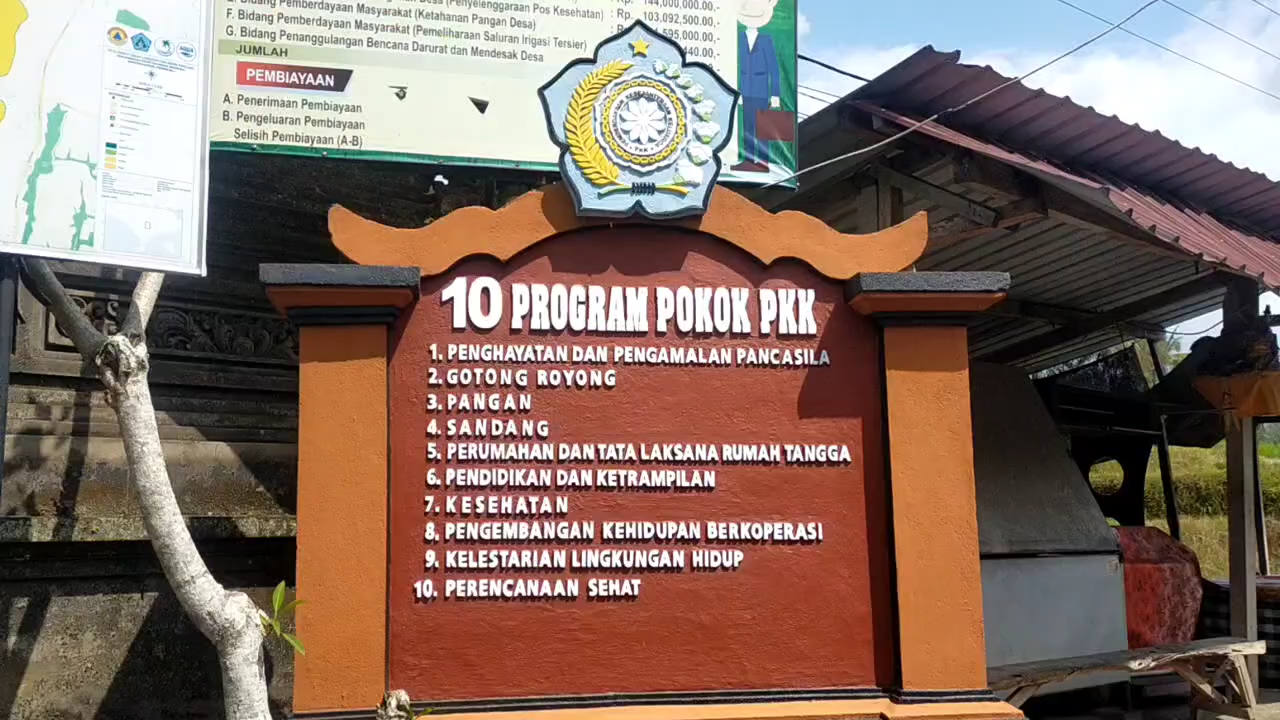 (Penyelenggaraan Pos Kesehatan)
E. Bidang Pemberdayaan Masyarakat (Ketahanan Pangan Desa)
F. Bidang Pemberdayaan Masyarakat (Pemeliharaan Saluran Irigasi Tersier)
G. Bidang Penanggulangan Bencana Darurat dan Mendesak Desa
: Rp. 144,000,000.00,-
: Rp. 103,092,500.00,-
JUMLAH
PEMBIAYAAN
A. Penerimaan Pembiayaan
B. Pengeluaran Pembiayaan
Selisih Pembiayaan (A-B)
AQUA
PKK
10 PROGRAM POKOK PKK
1. PENGHAYATAN DAN PENGAMALAN PANCASILA
2. GOTONG ROYONG
3. PANGAN
4. SANDANG
5. PERUMAHAN DAN TATA LAKSANA RUMAH TANGGA
6. PENDIDIKAN DAN KETRAMPILAN
7. KESEHATAN
8. PENGEMBANGAN KEHIDUPAN BERKOPERASI
9. KELESTARIAN LINGKUNGAN HIDUP
10. PERENCANAAN SEHAT